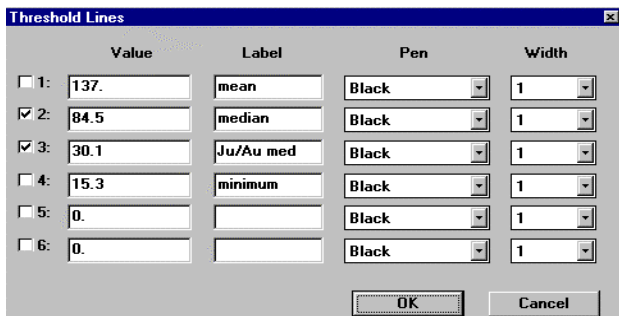 Threshold Lines
Value Label Pen Width
1: 137. mean Black 1
2: 84.5 median Black 1
3: 30.1 Ju/Au med Black 1
4: 15.3 minimum Black 1
5: 0. Black 1
6: 0. Black 1
OK Cancel